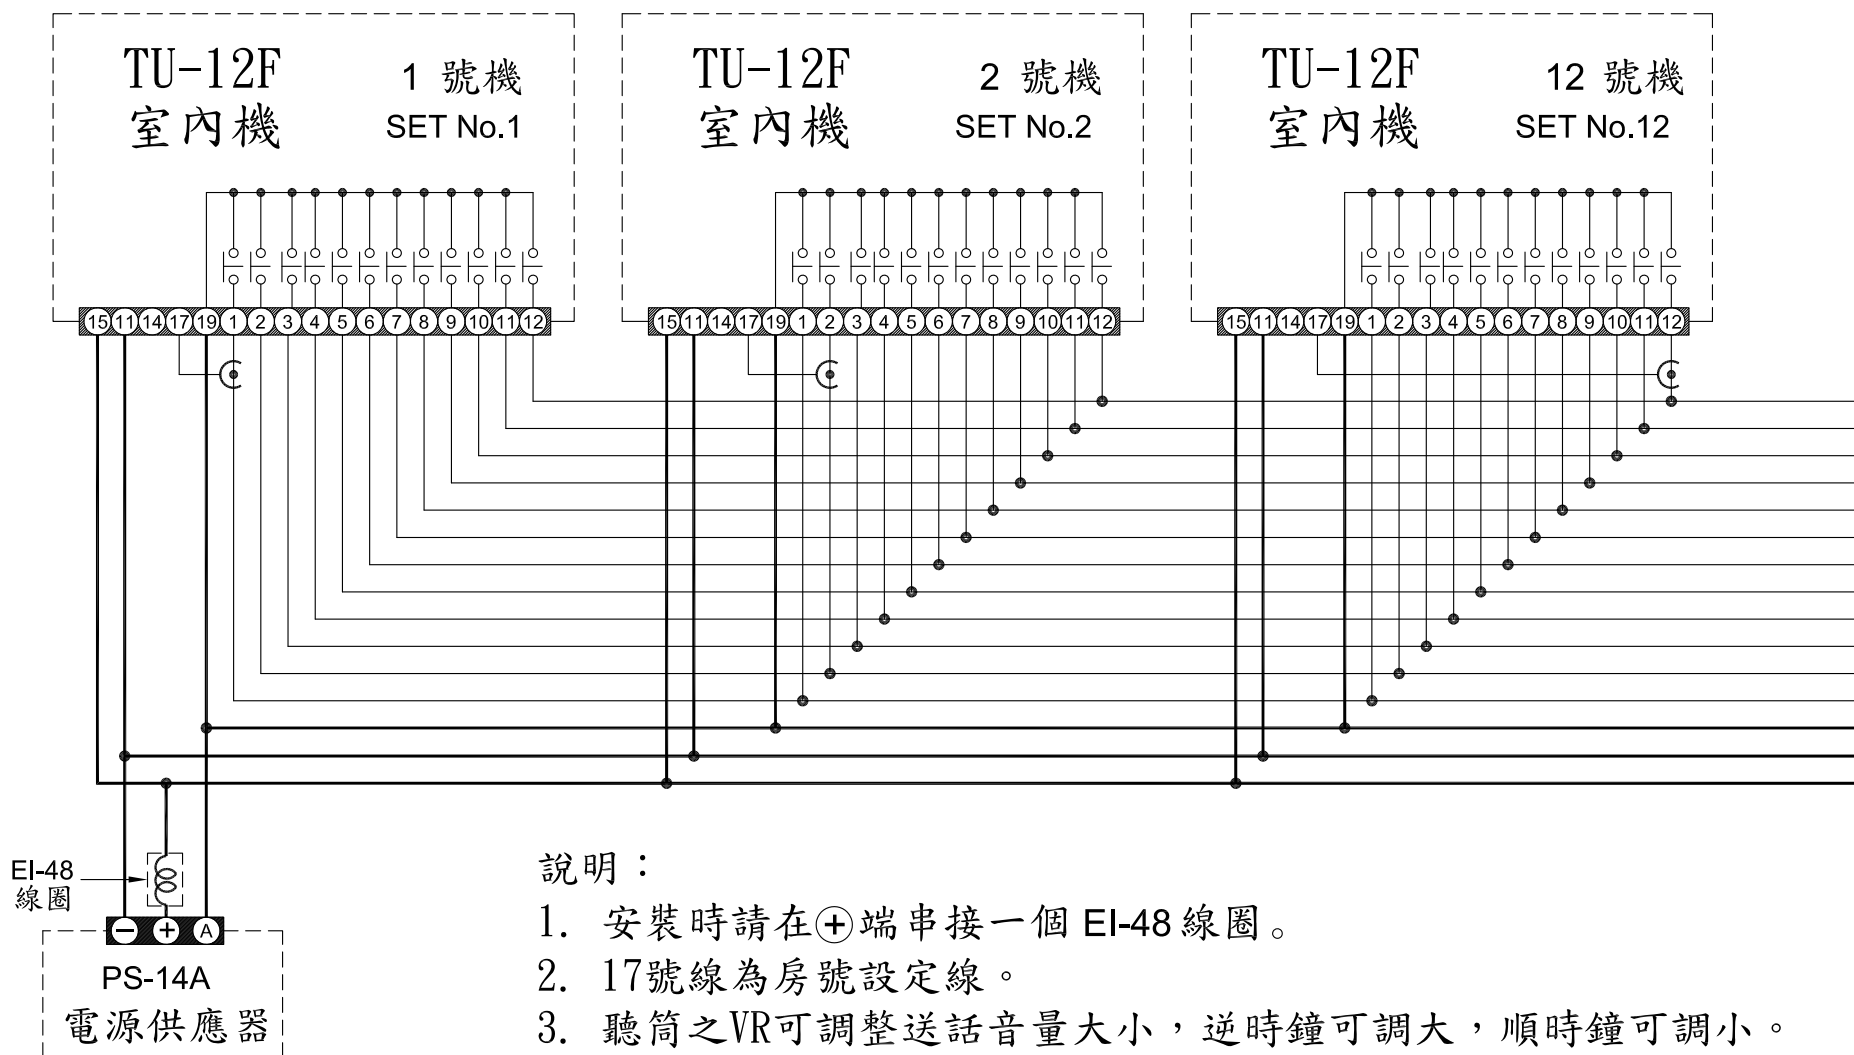 TU-12F
室內機
1 號機
SET No.1
TU-12F
室內機
2 號機
SET No.2
TU-12F
室內機
12 號機
SET No.12
15 11 14 17 19 1 2 3 4 5 6 7 8 9 10 11 12
15 11 14 17 19 1 2 3 4 5 6 7 8 9 10 11 12
15 11 14 17 19 1 2 3 4 5 6 7 8 9 10 11 12
EI-48
線圈
− + A
PS-14A
電源供應器
說明：
1. 安裝時請在⊕端串接一個 EI-48 線圈。
2. 17號線為房號設定線。
3. 聽筒之VR可調整送話音量大小，逆時鐘可調大，順時鐘可調小。